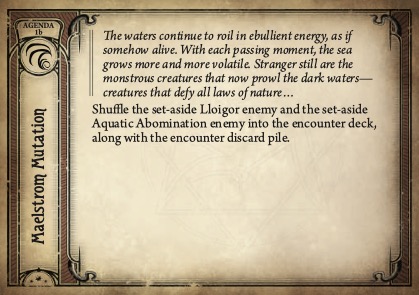 AGENDA
1b
Maelstrom Mutation
The waters continue to roil in ebullient energy, as if
somehow alive. With each passing moment, the sea
grows more and more volatile. Stranger still are the
monstrous creatures that now prowl the dark waters—
creatures that defy all laws of nature…
Shuffle the set-aside Lloigor enemy and the set-aside
Aquatic Abomination enemy into the encounter deck,
along with the encounter discard pile.